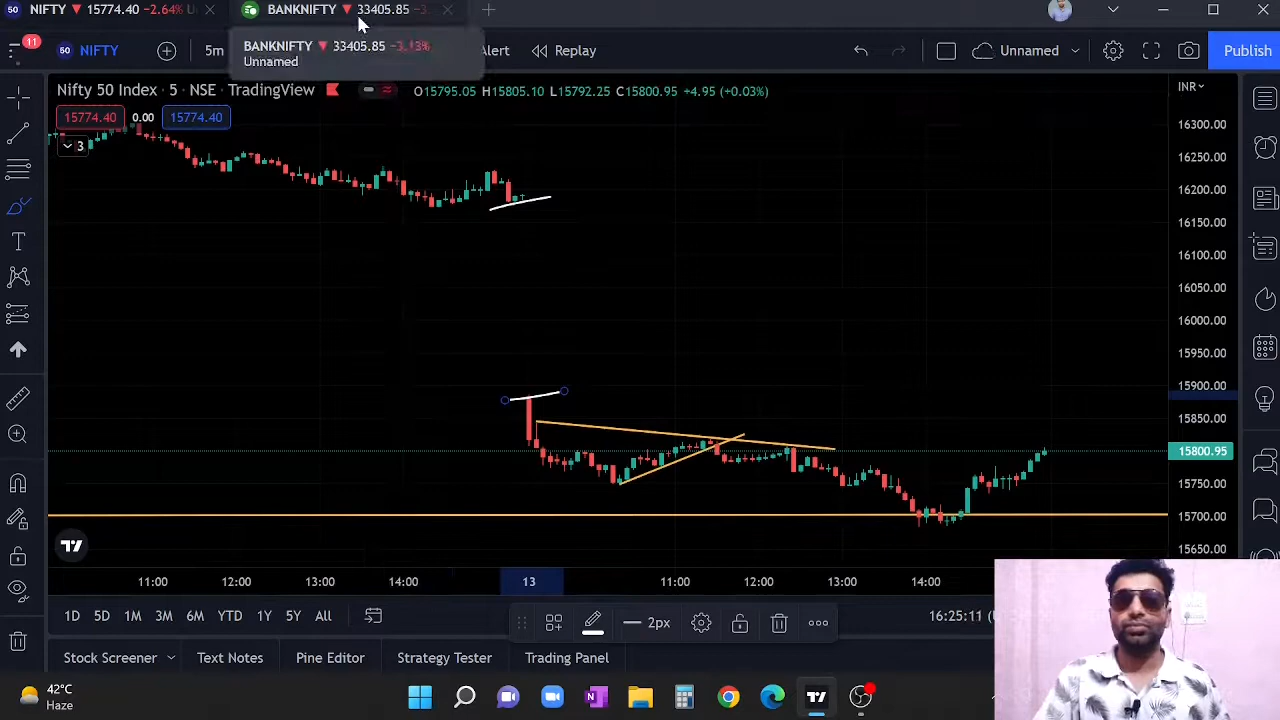 50 NIFTY ▼ 15774.40 −2.64% U
BANKNIFTY ▼ 33405.85 −3.
11
50 NIFTY
5m
BANKNIFTY ▼ 33405.85 −3.13%
Unnamed
lert
Replay
Unnamed
Publish
Nifty 50 Index · 5 · NSE · TradingView
O15795.05 H15805.10 L15792.25 C15800.95 +4.95 (+0.03%)
INR
15774.40 0.00 15774.40
3
16300.00
16250.00
16200.00
16150.00
16100.00
16050.00
16000.00
15950.00
15900.00
15850.00
15800.95
15750.00
15700.00
15650.00
11:00 12:00 13:00 14:00 13 11:00 12:00 13:00 14:00
1D 5D 1M 3M 6M YTD 1Y 5Y All
2px
16:25:11 (U
Stock Screener Text Notes Pine Editor Strategy Tester Trading Panel
42°C
Haze